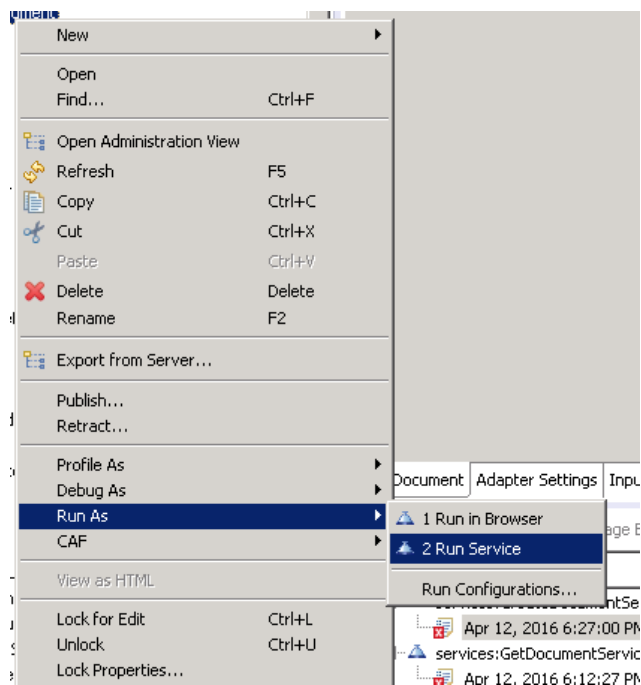 New
Open
Find... Ctrl+F
Open Administration View
Refresh F5
Copy Ctrl+C
Cut Ctrl+X
Paste Ctrl+V
Delete Delete
Rename F2
Export from Server...
Publish...
Retract...
Profile As
Debug As
Run As
CAF
View as HTML
Lock for Edit Ctrl+L
Unlock Ctrl+U
Lock Properties...
Document Adapter Settings Inpu
1 Run in Browser
2 Run Service
Run Configurations...
Apr 12, 2016 6:27:00 PM
services:GetDocumentServic
Apr 12, 2016 6:12:27 PM